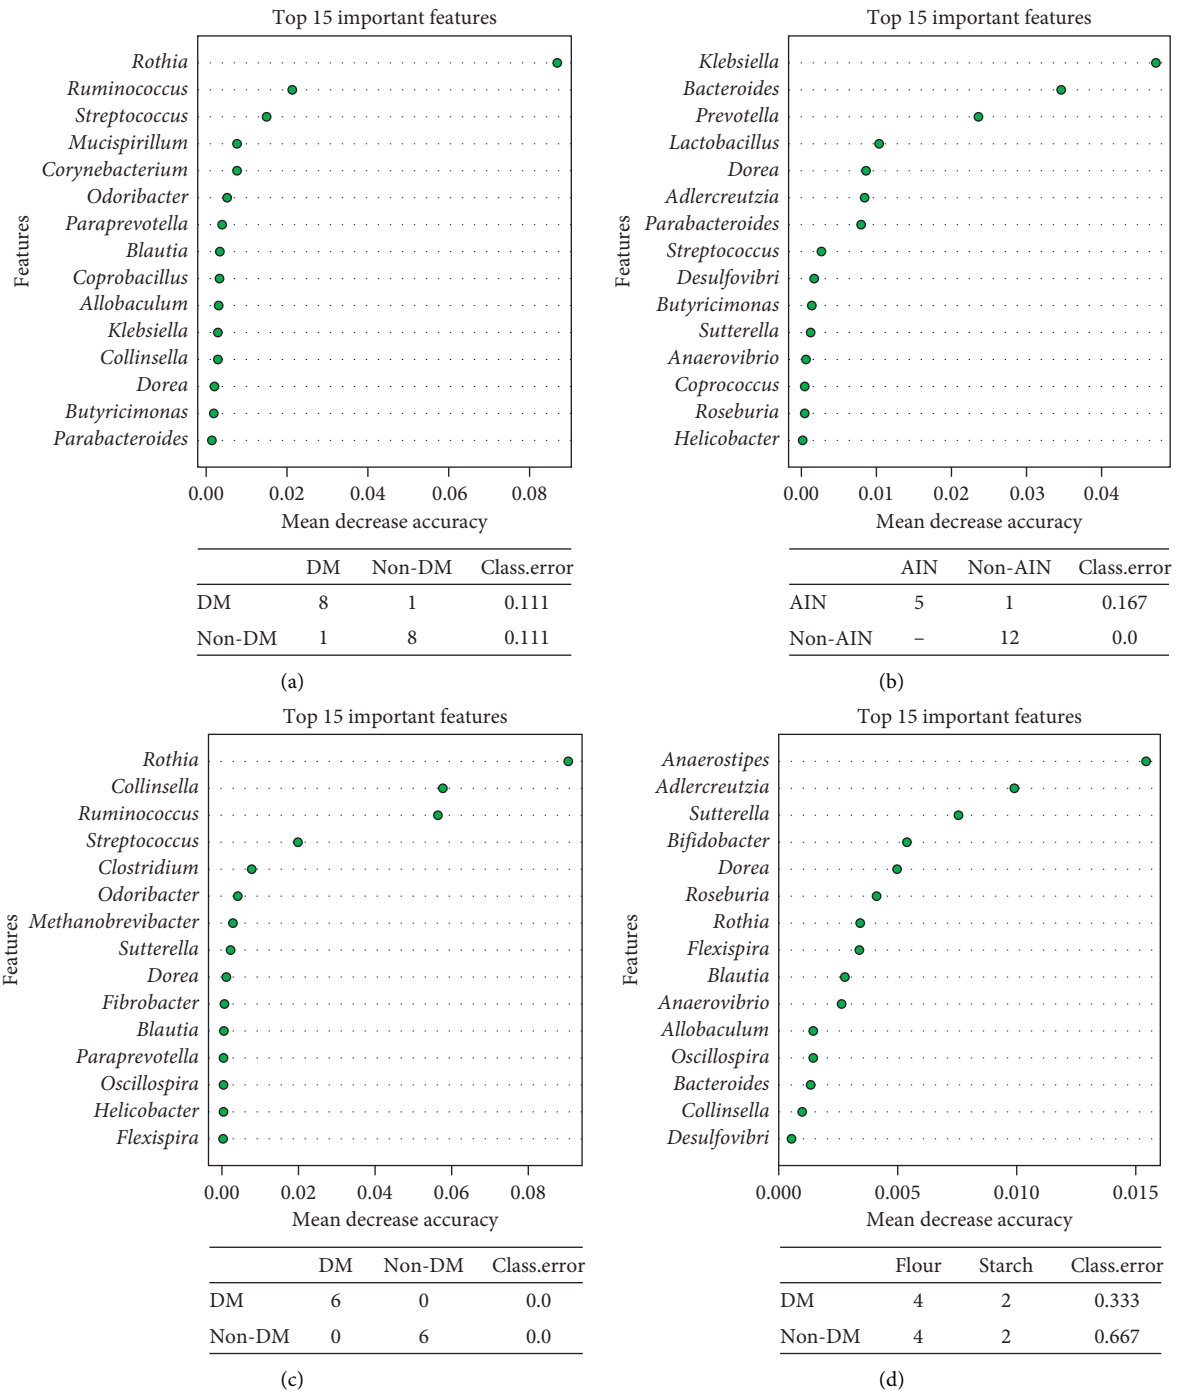 Top 15 important features
Rothia
Ruminococcus
Streptococcus
Mucispirillum
Corynebacterium
Odoribacter
Paraprevotella
Blautia
Coprobacillus
Allobaculum
Klebsiella
Collinsella
Dorea
Butyricimonas
Parabacteroides
Features
0.00 0.02 0.04 0.06 0.08
Mean decrease accuracy
DM Non-DM Class.error
DM 8 1 0.111
Non-DM 1 8 0.111
(a)
Top 15 important features
Klebsiella
Bacteroides
Prevotella
Lactobacillus
Dorea
Adlercreutzia
Parabacteroides
Streptococcus
Desulfovibri
Butyricimonas
Sutterella
Anaerovibrio
Coprococcus
Roseburia
Helicobacter
Features
0.00 0.01 0.02 0.03 0.04
Mean decrease accuracy
AIN Non-AIN Class.error
AIN 5 1 0.167
Non-AIN – 12 0.0
(b)
Top 15 important features
Rothia
Collinsella
Ruminococcus
Streptococcus
Clostridium
Odoribacter
Methanobrevibacter
Sutterella
Dorea
Fibrobacter
Blautia
Paraprevotella
Oscillospira
Helicobacter
Flexispira
Features
0.00 0.02 0.04 0.06 0.08
Mean decrease accuracy
DM Non-DM Class.error
DM 6 0 0.0
Non-DM 0 6 0.0
(c)
Top 15 important features
Anaerostipes
Adlercreutzia
Sutterella
Bifidobacter
Dorea
Roseburia
Rothia
Flexispira
Blautia
Anaerovibrio
Allobaculum
Oscillospira
Bacteroides
Collinsella
Desulfovibri
Features
0.000 0.005 0.010 0.015
Mean decrease accuracy
Flour Starch Class.error
DM 4 2 0.333
Non-DM 4 2 0.667
(d)